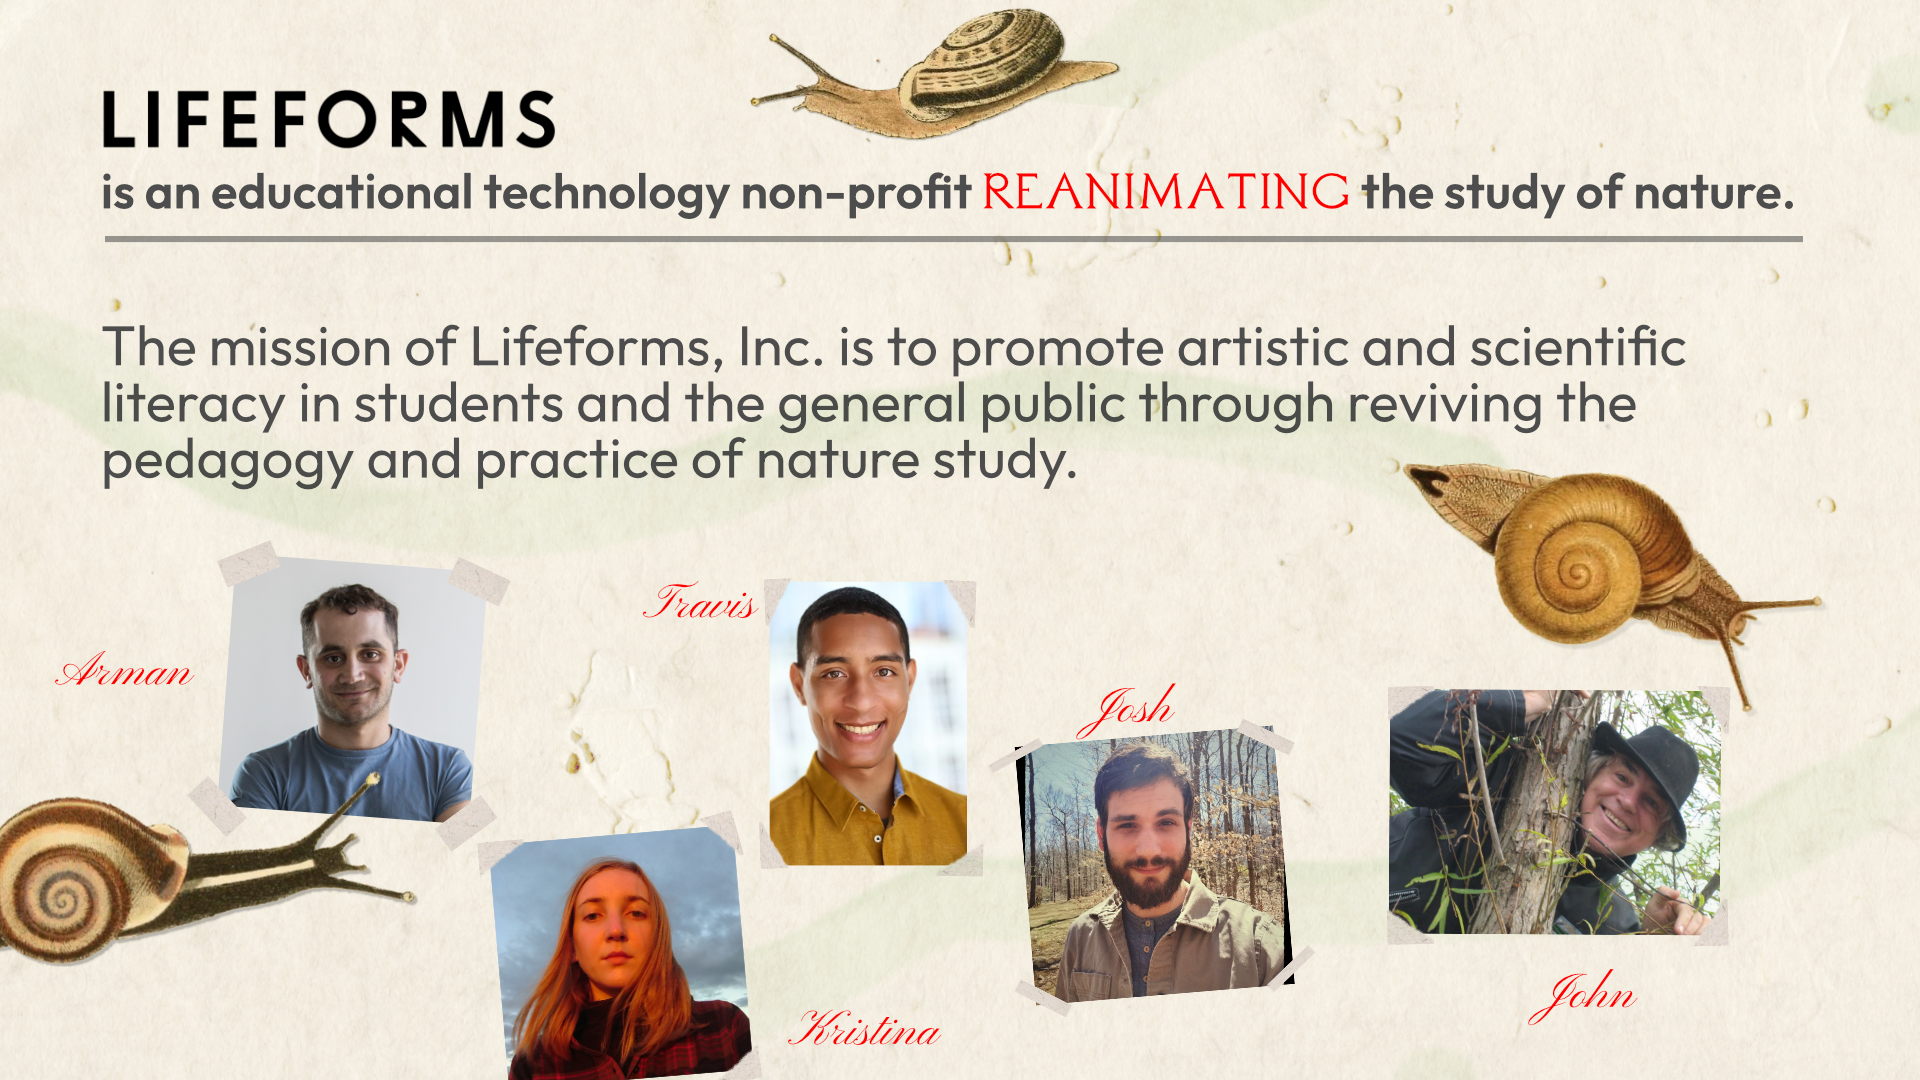 LIFEFORMS
is an educational technology non-profit REANIMATING the study of nature.
The mission of Lifeforms, Inc. is to promote artistic and scientific
literacy in students and the general public through reviving the
pedagogy and practice of nature study.
Travis
Arman
Josh
John
Kristina